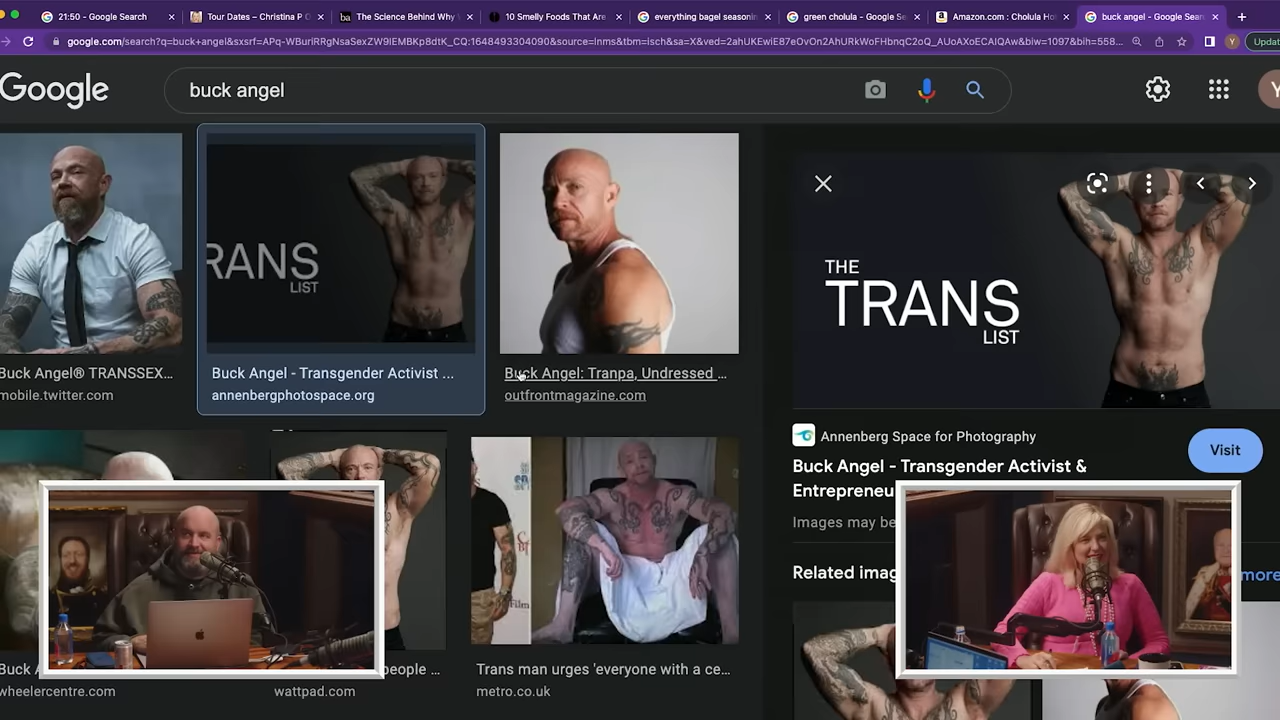 21:50 - Google Search
Tour Dates – Christina P
The Science Behind Why
10 Smelly Foods That Are
everything bagel seasonin
green cholula - Google Se
Amazon.com : Cholula Ho
buck angel - Google Sear
google.com/search?q=buck+angel&sxsrf=APq-WBuriRRgNsaSexZW9IEMBKp8dtK_CQ:1648493304090&source=lnms&tbm=isch&sa=X&ved=2ahUKEwiE87eOvOn2AhURkWoFHbnqC2oQ_AUoAXoECAIQAw&biw=1097&bih=558...
Y
Updat
Google
buck angel
Y
RANS
LIST
THE
TRANS
LIST
Buck Angel® TRANSSEX...
mobile.twitter.com
Buck Angel - Transgender Activist ...
annenbergphotospace.org
Buck Angel: Tranpa, Undressed ...
outfrontmagazine.com
Annenberg Space for Photography
Visit
Buck Angel - Transgender Activist &
Entrepreneu
Images may be
Related imag
more
Film
Buck A
wheelercentre.com
people ...
wattpad.com
Trans man urges 'everyone with a ce...
metro.co.uk